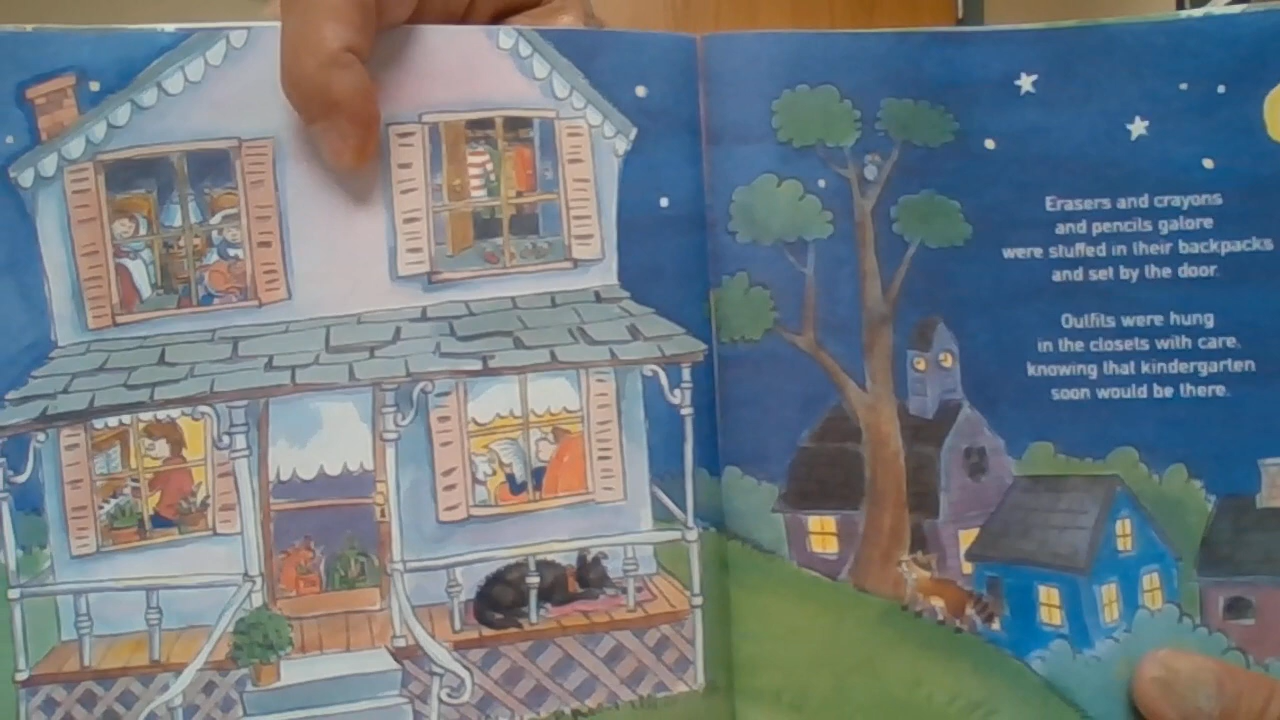 Erasers and crayons
and pencils galore
were stuffed in their backpacks
and set by the door.
Outfits were hung
in the closets with care,
knowing that kindergarten
soon would be there.